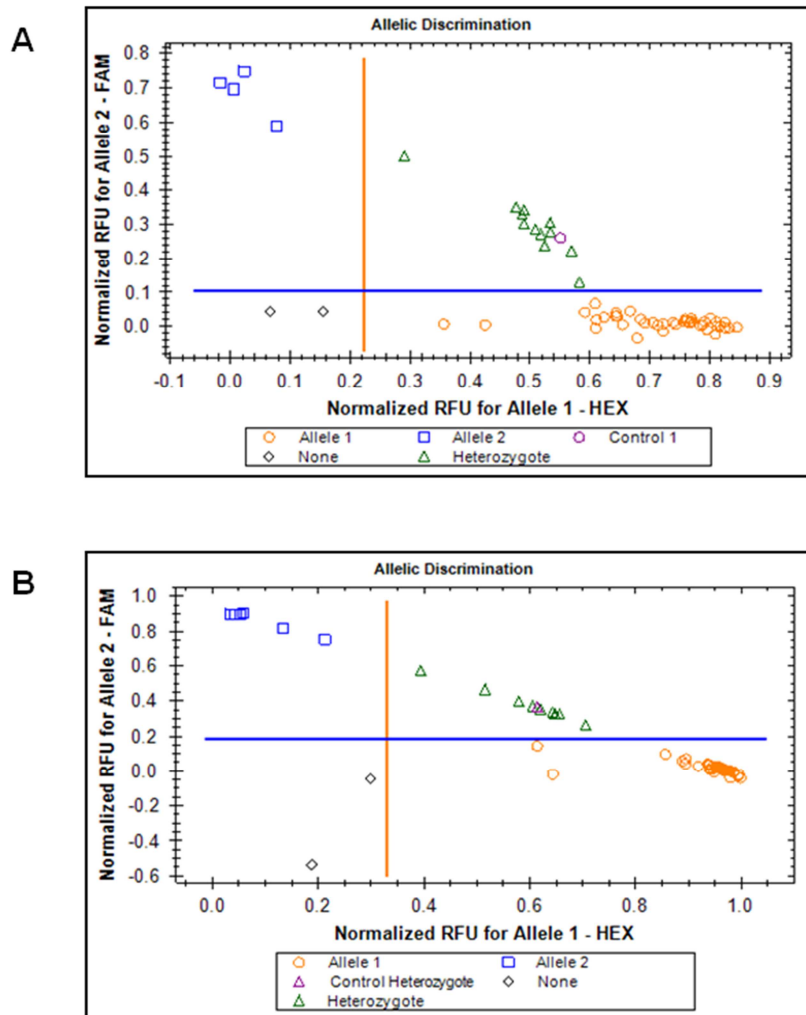 A
Allelic Discrimination
Normalized RFU for Allele 2 - FAM
0.8
0.7
0.6
0.5
0.4
0.3
0.2
0.1
0.0
-0.1 0.0 0.1 0.2 0.3 0.4 0.5 0.6 0.7 0.8 0.9
Normalized RFU for Allele 1 - HEX
Allele 1 Allele 2 Control 1
None Heterozygote
B
Allelic Discrimination
Normalized RFU for Allele 2 - FAM
1.0
0.8
0.6
0.4
0.2
0.0
-0.2
-0.4
-0.6
0.0 0.2 0.4 0.6 0.8 1.0
Normalized RFU for Allele 1 - HEX
Allele 1 Allele 2
Control Heterozygote None
Heterozygote